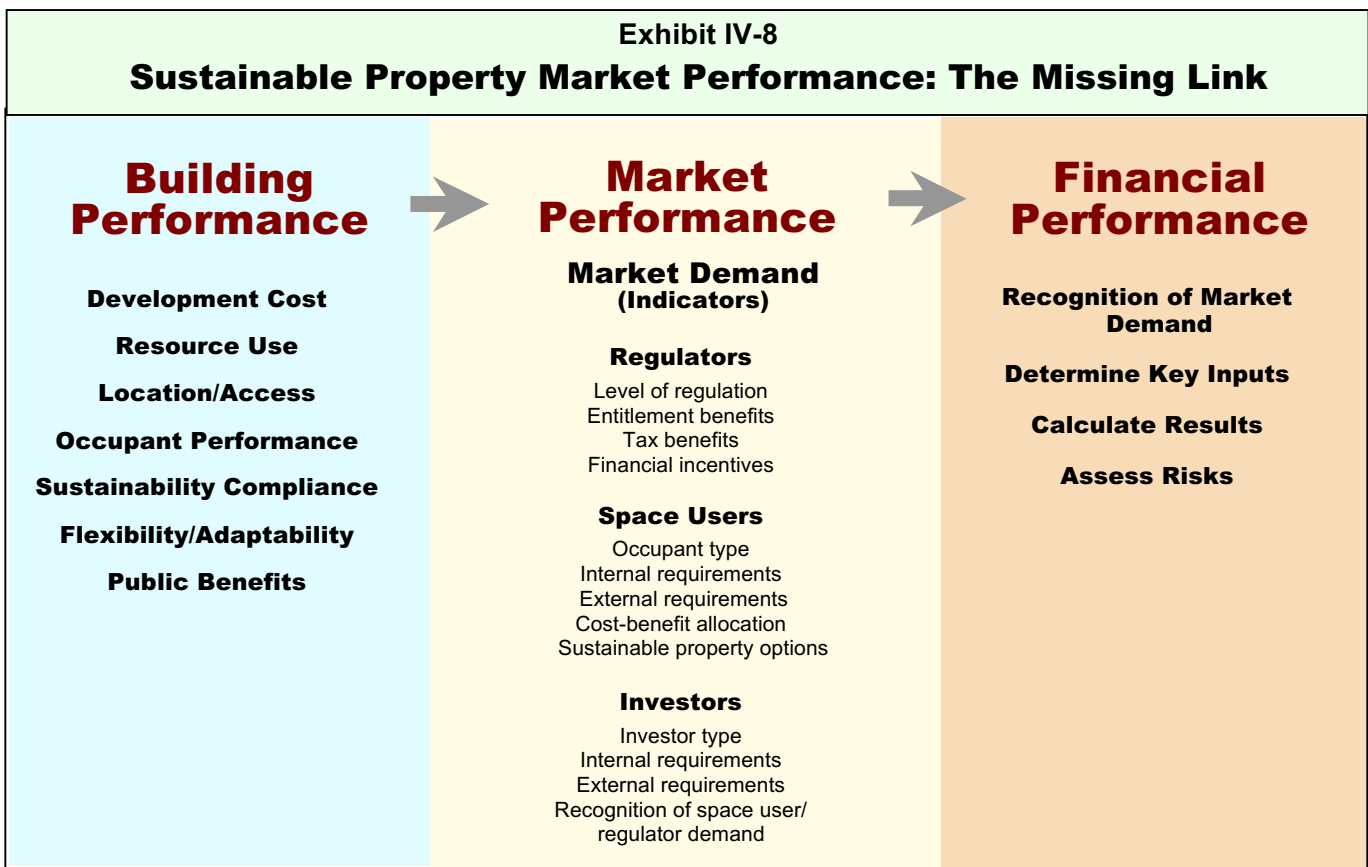 Exhibit IV-8
Sustainable Property Market Performance: The Missing Link
Building
Performance
Development Cost
Resource Use
Location/Access
Occupant Performance
Sustainability Compliance
Flexibility/Adaptability
Public Benefits
Market
Performance
Market Demand
(Indicators)
Regulators
Level of regulation
Entitlement benefits
Tax benefits
Financial incentives
Space Users
Occupant type
Internal requirements
External requirements
Cost-benefit allocation
Sustainable property options
Investors
Investor type
Internal requirements
External requirements
Recognition of space user/
regulator demand
Financial
Performance
Recognition of Market
Demand
Determine Key Inputs
Calculate Results
Assess Risks